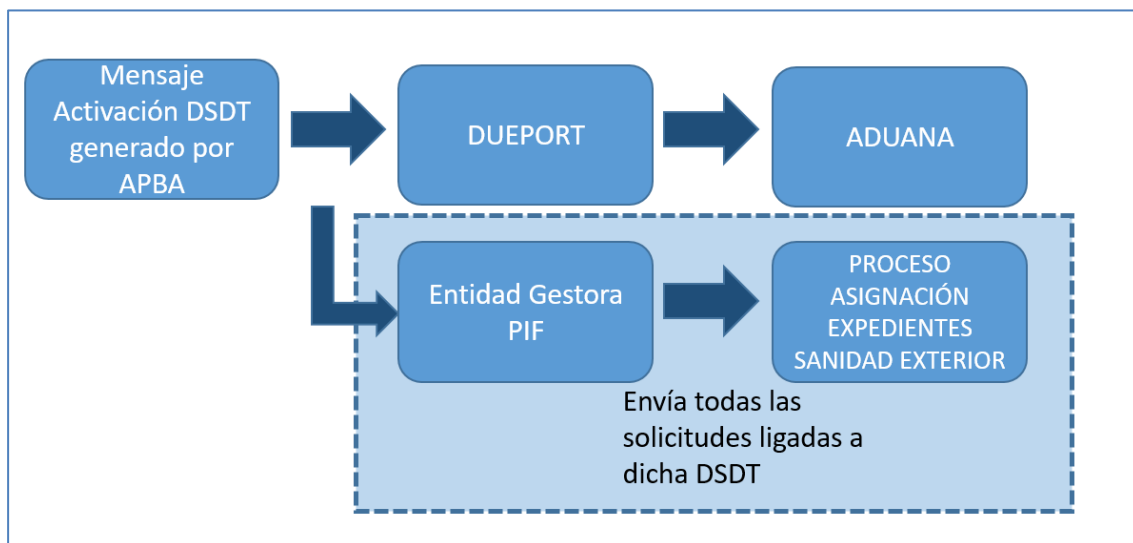 Mensaje
Activación DSDT
generado por
APBA
DUEPORT
ADUANA
Entidad Gestora
PIF
PROCESO
ASIGNACIÓN
EXPEDIENTES
SANIDAD EXTERIOR
Envía todas las
solicitudes ligadas a
dicha DSDT